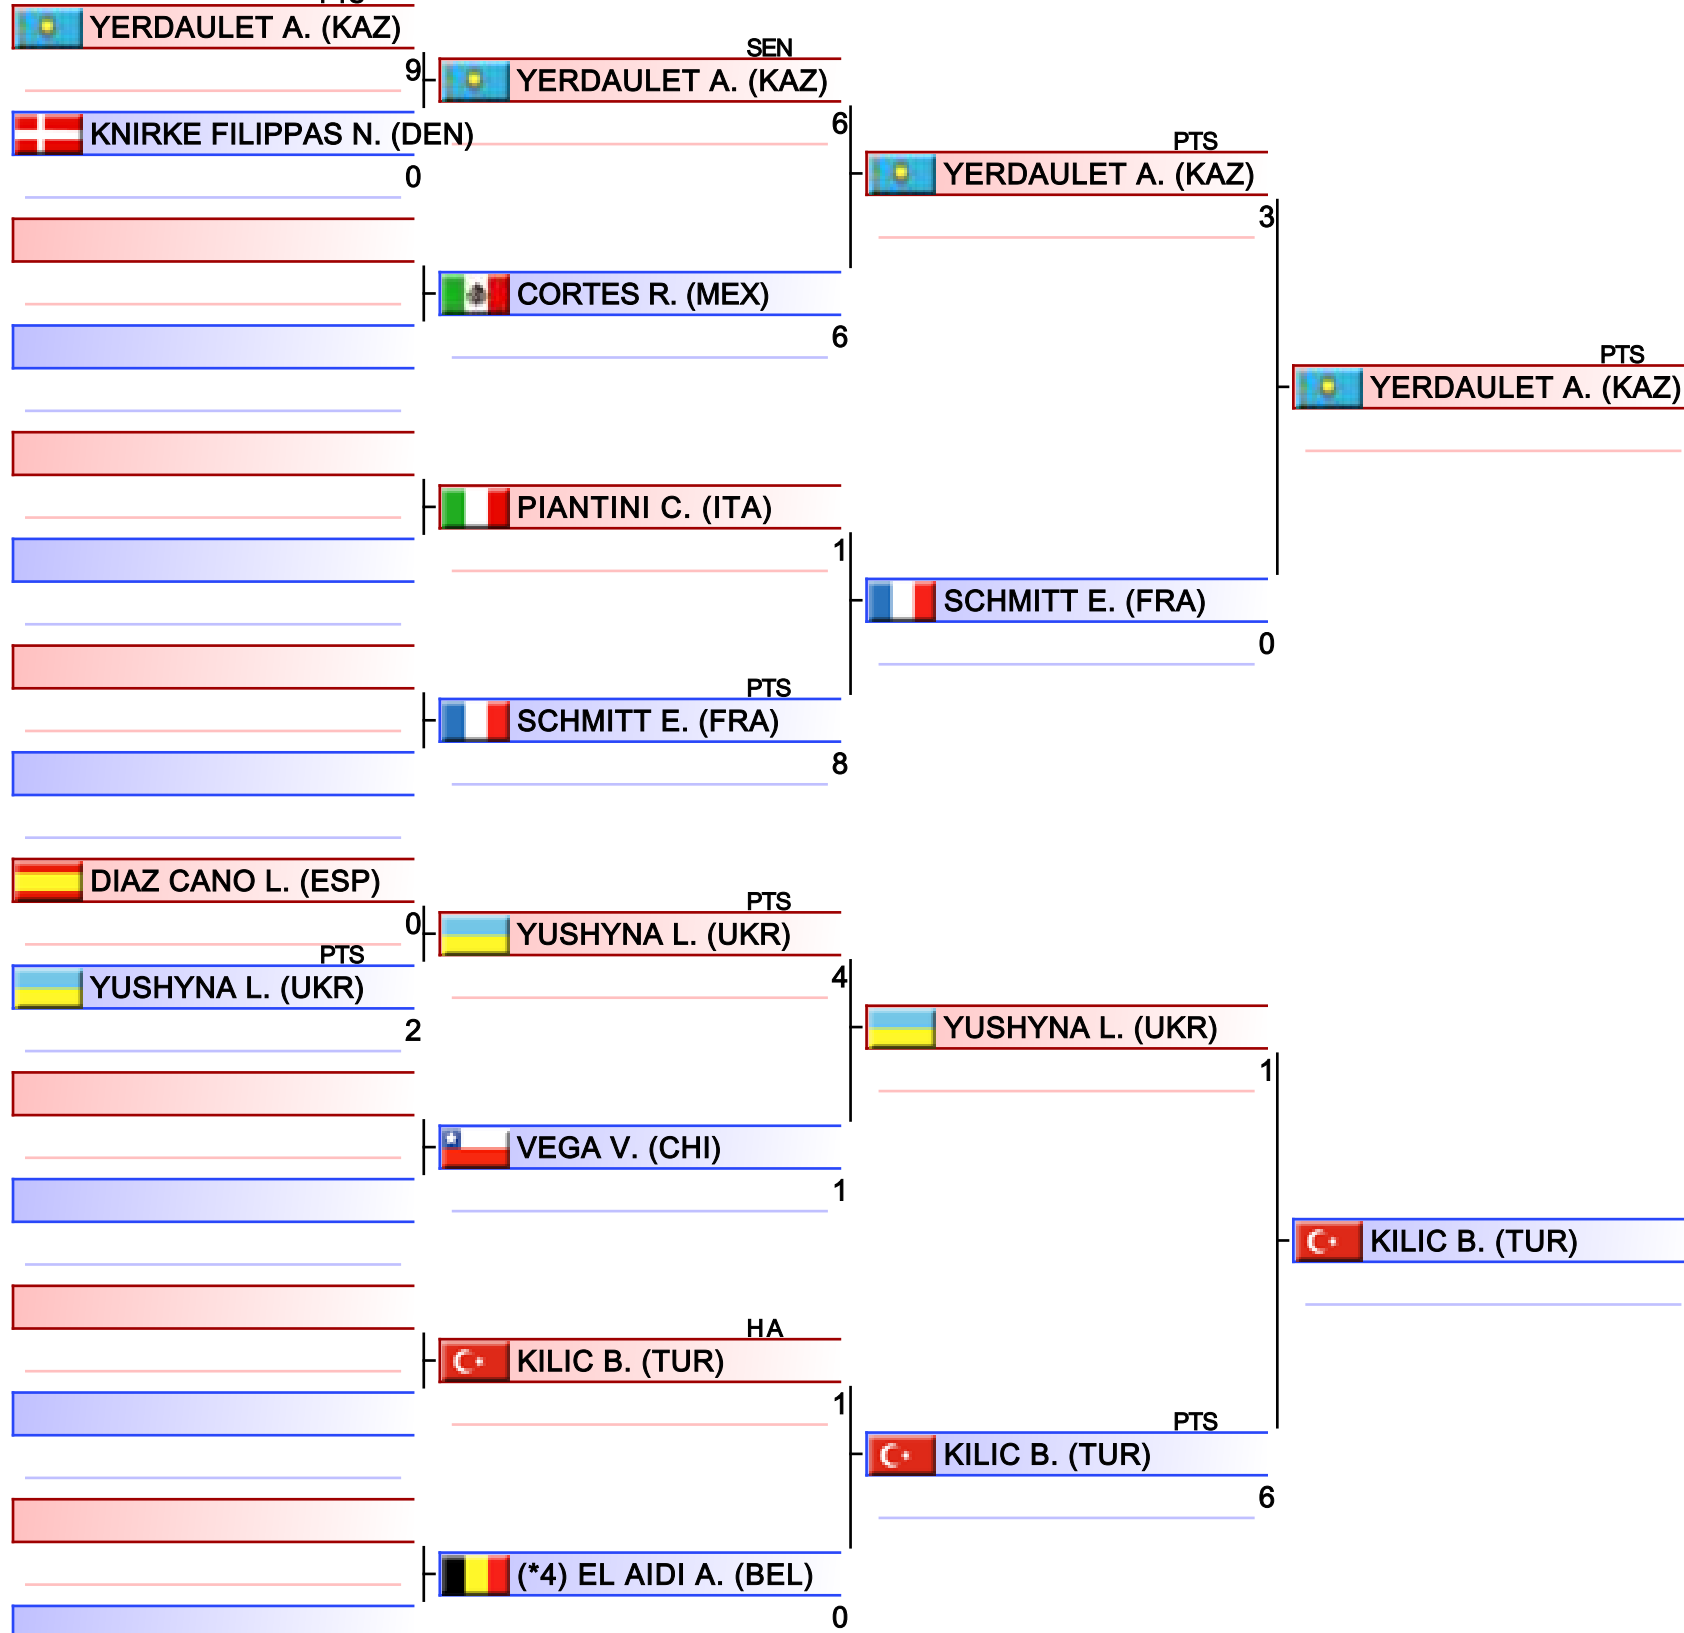 PTS
YERDAULET A. (KAZ)
9
KNIRKE FILIPPAS N. (DEN)
0
SEN
YERDAULET A. (KAZ)
6
CORTES R. (MEX)
6
PTS
YERDAULET A. (KAZ)
3
PTS
YERDAULET A. (KAZ)
PIANTINI C. (ITA)
1
SCHMITT E. (FRA)
0
PTS
SCHMITT E. (FRA)
8
DIAZ CANO L. (ESP)
0
PTS
YUSHYNA L. (UKR)
2
PTS
YUSHYNA L. (UKR)
4
YUSHYNA L. (UKR)
1
VEGA V. (CHI)
1
KILIC B. (TUR)
HA
KILIC B. (TUR)
1
PTS
KILIC B. (TUR)
6
(*4) EL AIDI A. (BEL)
0